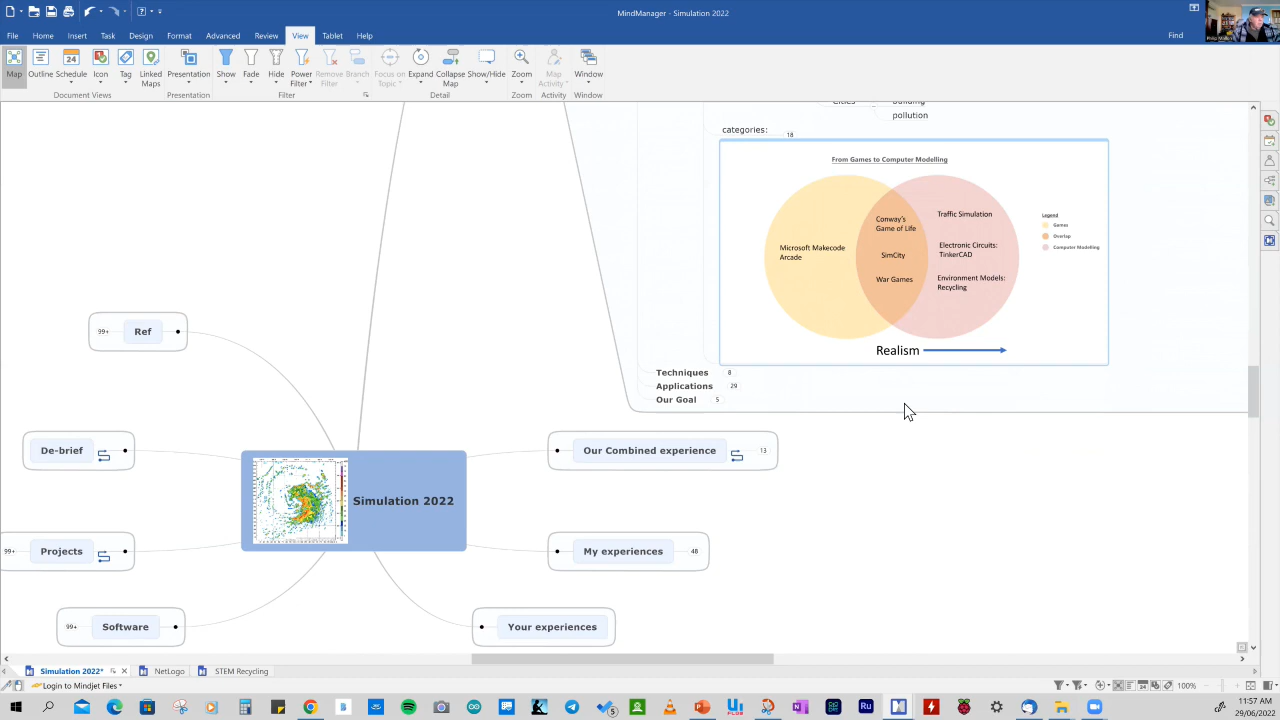 MindManager - Simulation 2022
File Home Insert Task Design Format Advanced Review View Tablet Help
Find
Map Outline Schedule Icon Tag Linked Maps Presentation Show Fade Hide Power Filter Remove Filter Branch Focus on Topic Expand Collapse Map Show/Hide Zoom Map Activity Window
Document Views Presentation Filter Detail Zoom Activity Window
building
pollution
categories: 18
From Games to Computer Modelling
Microsoft Makecode
Arcade
Conway's
Game of Life
SimCity
War Games
Traffic Simulation
Electronic Circuits:
TinkerCAD
Environment Models:
Recycling
Legend
Games
Overlap
Computer Modelling
Realism
Techniques 8
Applications 29
Our Goal 5
99+ Ref
De-brief
99+ Projects
99+ Software
Simulation 2022
Our Combined experience 13
My experiences 48
Your experiences
Simulation 2022* NetLogo STEM Recycling
Login to Mindjet Files
100%
11:57 AM
29/06/2022